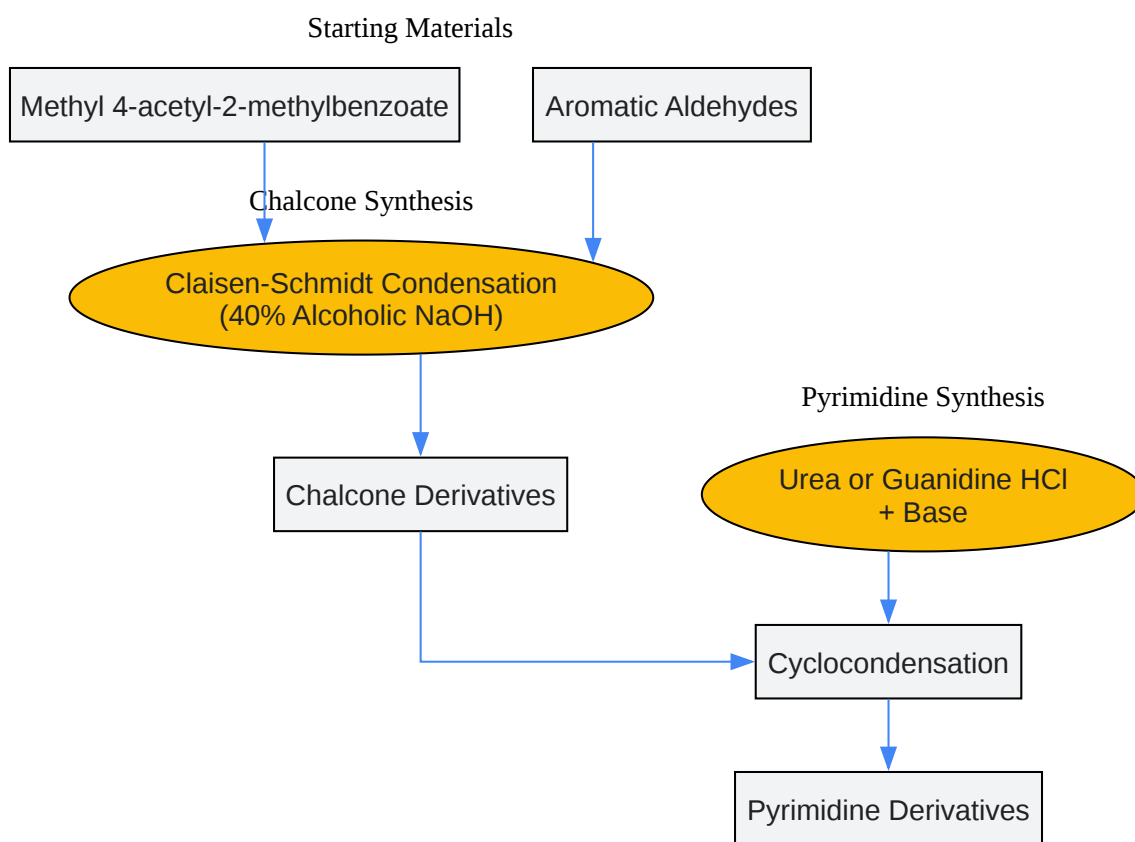 Starting Materials
Methyl 4-acetyl-2-methylbenzoate
Aromatic Aldehydes
Chalcone Synthesis
Claisen-Schmidt Condensation
(40% Alcoholic NaOH)
Pyrimidine Synthesis
Chalcone Derivatives
Urea or Guanidine HCl
+ Base
Cyclocondensation
Pyrimidine Derivatives